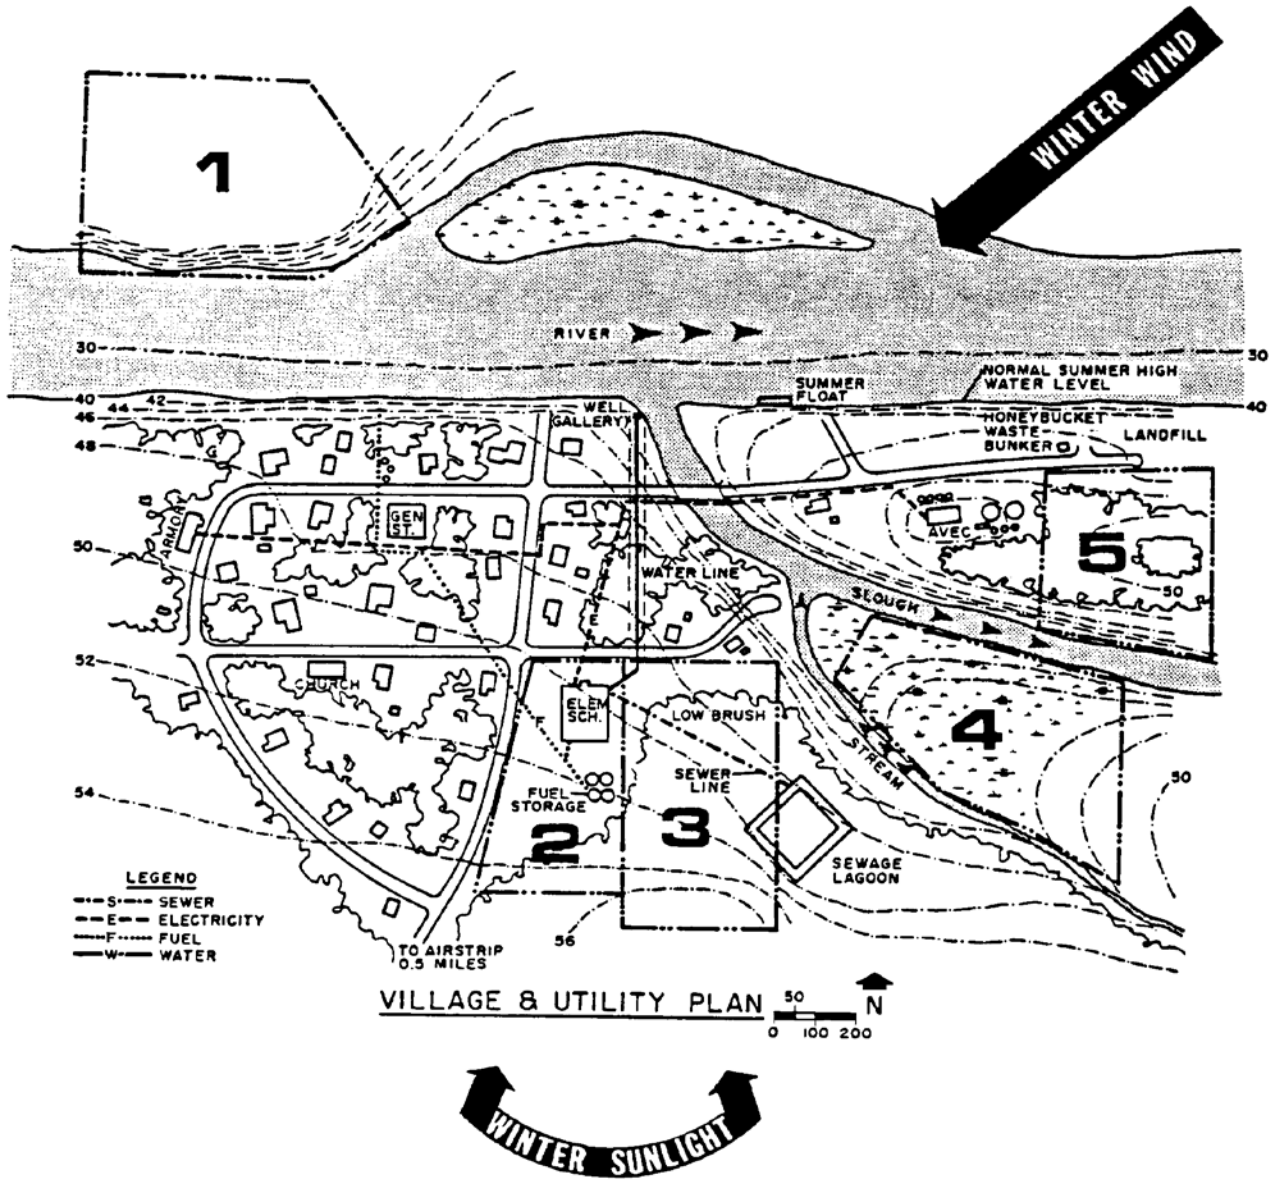 WINTER WIND
1
RIVER
30
30
NORMAL SUMMER HIGH
WATER LEVEL
SUMMER
FLOAT
40
42
44
46
40
WELL
GALLERY
HONEYBUCKET
WASTE
BUNKER
LANDFILL
48
GEN
ST.
ARMORY
AVEC
5
50
WATER LINE
50
SLOUGH
E
52
CHURCH
ELEM
SCH.
LOW BRUSH
4
F
STREAM
SEWER
LINE
50
54
FUEL
STORAGE
2
3
SEWAGE
LAGOON
LEGEND
S SEWER
E ELECTRICITY
F FUEL
W WATER
56
TO AIRSTRIP
0.5 MILES
VILLAGE & UTILITY PLAN
50
0 100 200
N
WINTER SUNLIGHT